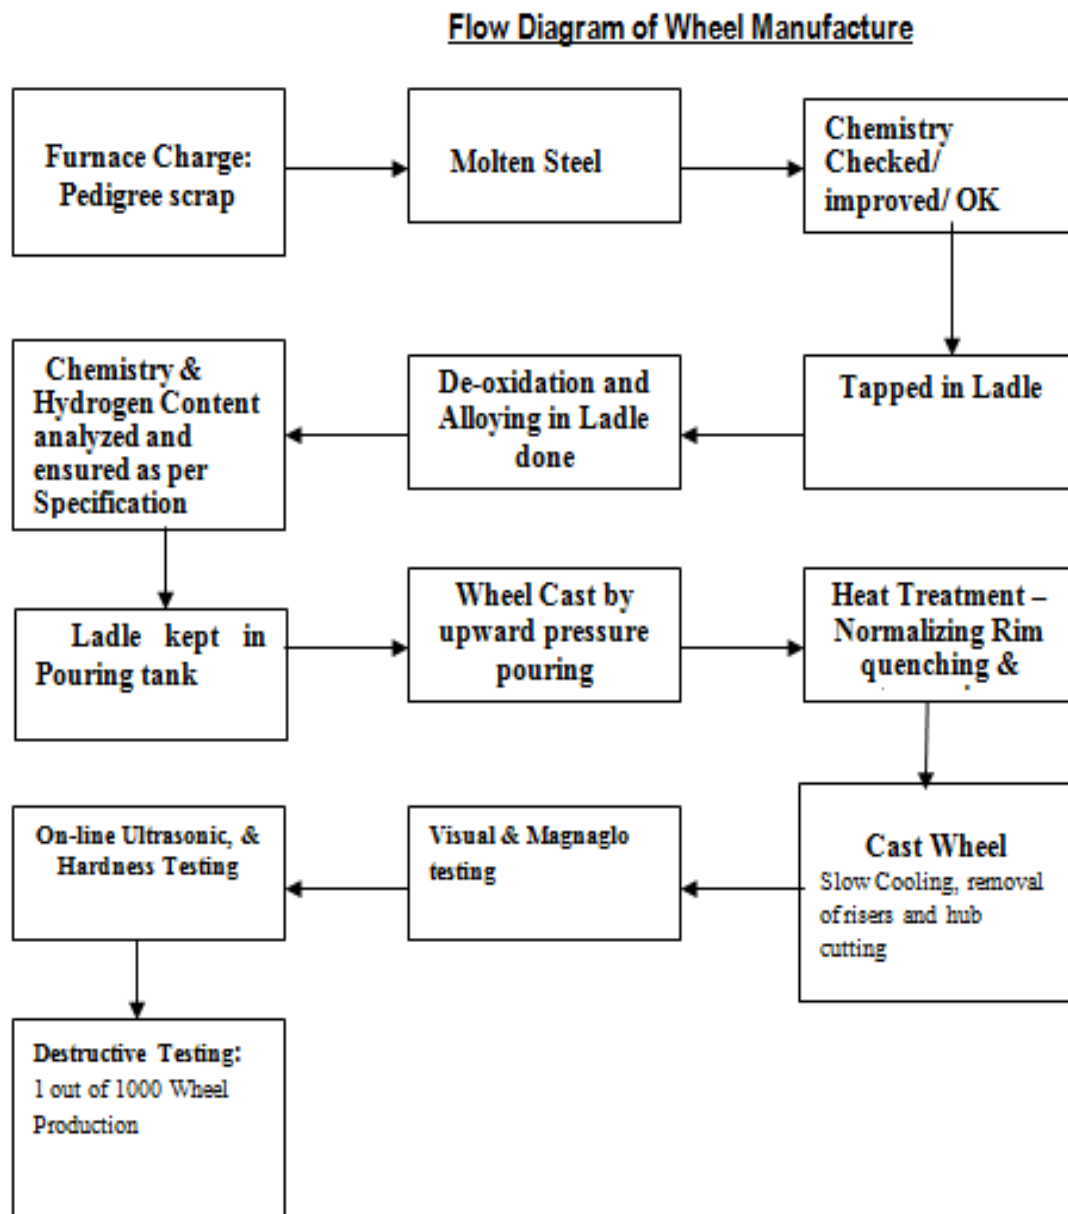 Flow Diagram of Wheel Manufacture
Furnace Charge:
Pedigree scrap
Molten Steel
Chemistry
Checked/
improved/ OK
Tapped in Ladle
De-oxidation and
Alloying in Ladle
done
Chemistry &
Hydrogen Content
analyzed and
ensured as per
Specification
Ladle kept in
Pouring tank
Wheel Cast by
upward pressure
pouring
Heat Treatment –
Normalizing Rim
quenching &
Cast Wheel
Slow Cooling, removal
of risers and hub
cutting
Visual & Magnaglo
testing
On-line Ultrasonic, &
Hardness Testing
Destructive Testing:
1 out of 1000 Wheel
Production